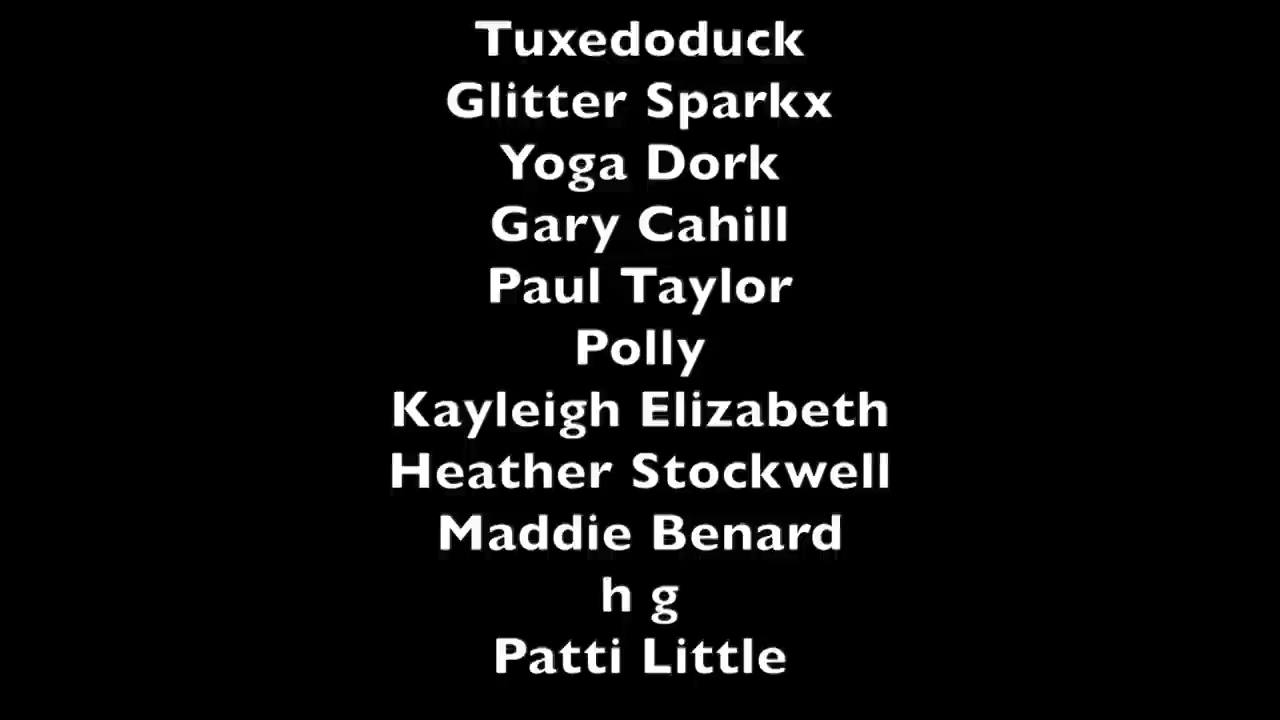 Tuxedoduck
Glitter Sparkx
Yoga Dork
Gary Cahill
Paul Taylor
Polly
Kayleigh Elizabeth
Heather Stockwell
Maddie Benard
h g
Patti Little